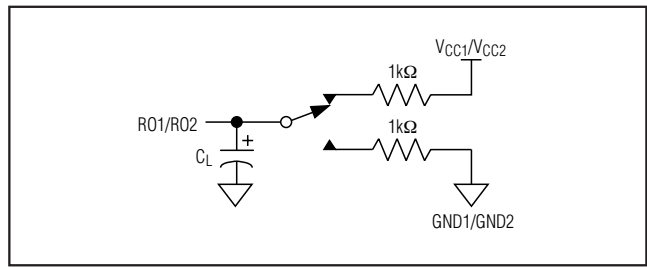 VCC1/VCC2
1kΩ
RO1/RO2
+
CL
1kΩ
GND1/GND2